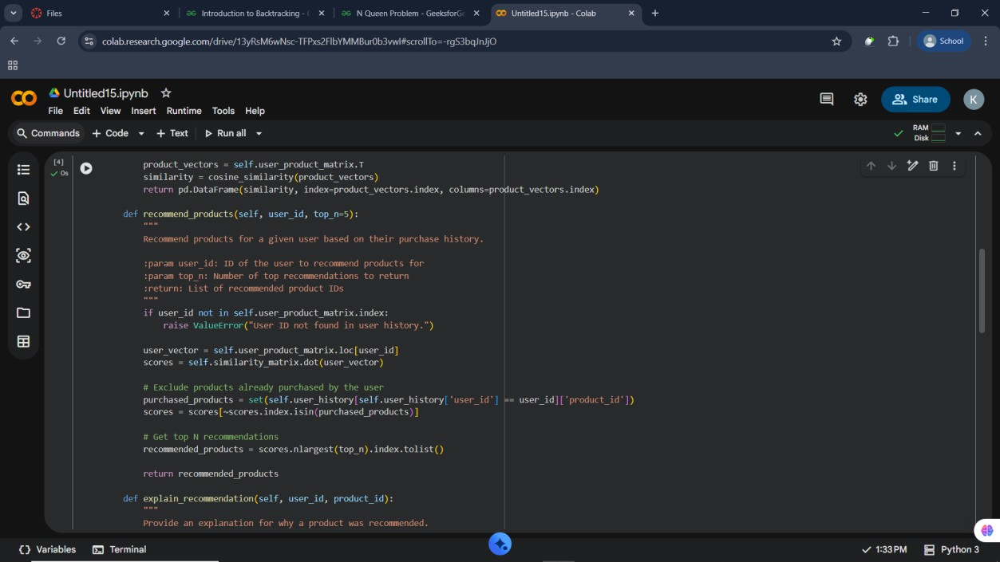 Files
Introduction to Backtracking -
N Queen Problem - GeeksforGe
Untitled15.ipynb - Colab
colab.research.google.com/drive/13yRsM6wNsc-TFPxs2FlbYMMBur0b3vwI#scrollTo=-rgS3bqJnJjO
School
CO
Untitled15.ipynb
File Edit View Insert Runtime Tools Help
Share
K
Commands + Code + Text Run all
RAM
Disk
[4]
0s
product_vectors = self.user_product_matrix.T
similarity = cosine_similarity(product_vectors)
return pd.DataFrame(similarity, index=product_vectors.index, columns=product_vectors.index)
def recommend_products(self, user_id, top_n=5):
"""
Recommend products for a given user based on their purchase history.
:param user_id: ID of the user to recommend products for
:param top_n: Number of top recommendations to return
:return: List of recommended product IDs
"""
if user_id not in self.user_product_matrix.index:
raise ValueError("User ID not found in user history.")
user_vector = self.user_product_matrix.loc[user_id]
scores = self.similarity_matrix.dot(user_vector)
# Exclude products already purchased by the user
purchased_products = set(self.user_history[self.user_history['user_id'] == user_id]['product_id'])
scores = scores[~scores.index.isin(purchased_products)]
# Get top N recommendations
recommended_products = scores.nlargest(top_n).index.tolist()
return recommended_products
def explain_recommendation(self, user_id, product_id):
"""
Provide an explanation for why a product was recommended.
Variables Terminal
1:33 PM Python 3